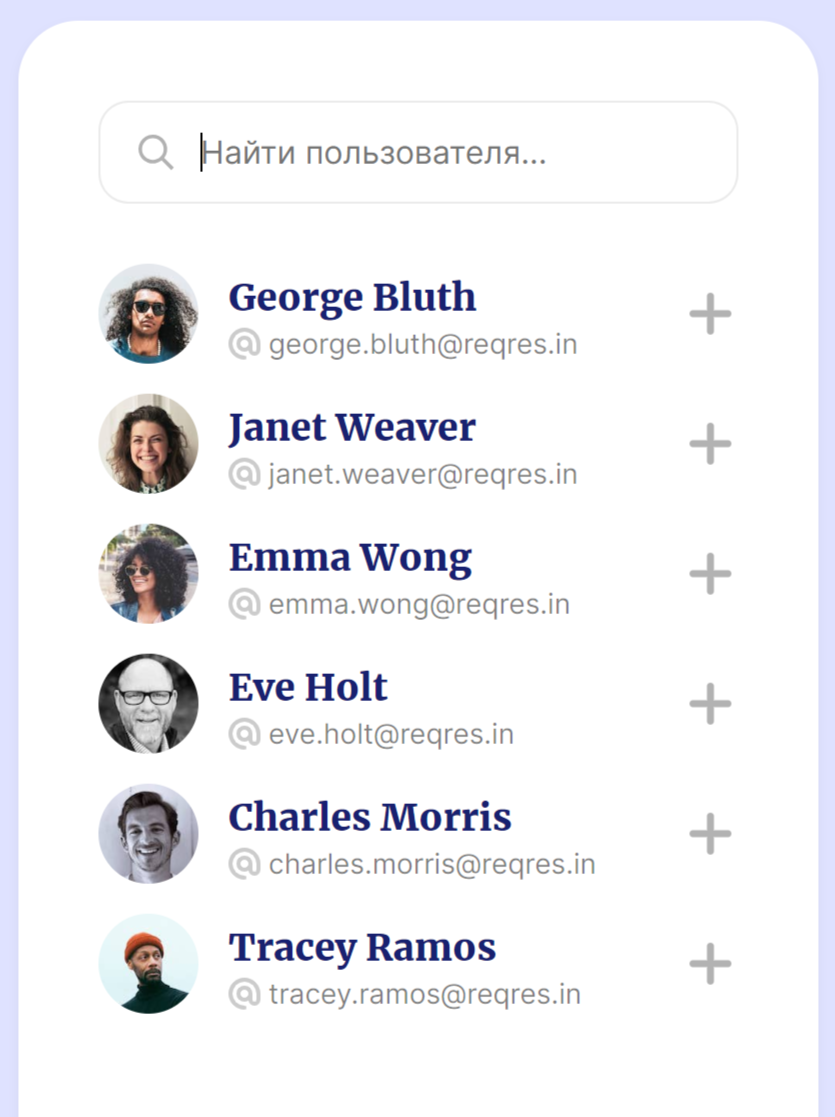 Найти пользователя...
George Bluth
@ george.bluth@reqres.in
Janet Weaver
@ janet.weaver@reqres.in
Emma Wong
@ emma.wong@reqres.in
Eve Holt
@ eve.holt@reqres.in
Charles Morris
@ charles.morris@reqres.in
Tracey Ramos
@ tracey.ramos@reqres.in